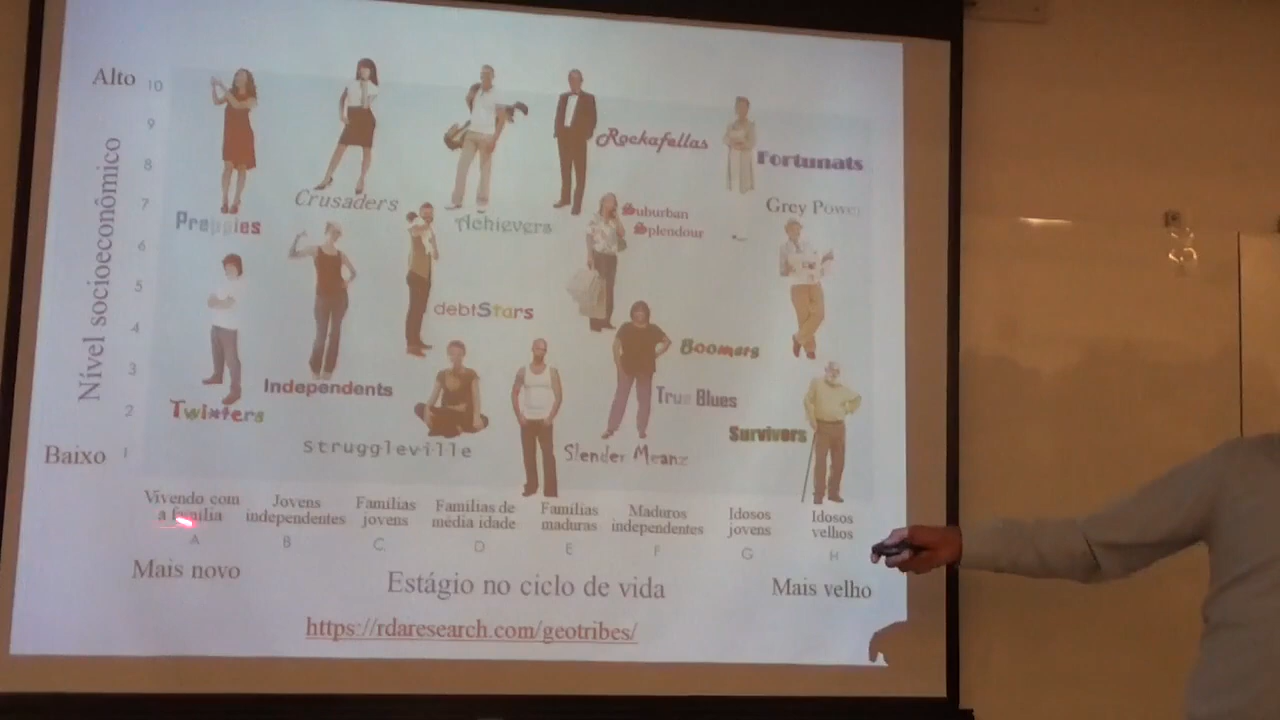 Alto 10
9
8
7
6
5
4
3
2
Baixo 1
Nível socioeconômico
Rockafellas
Fortunats
Crusaders
Grey Power
Preppies
Achievers
Suburban
Splendour
debtStars
Boomers
Independents
True Blues
Twixters
Survivers
Struggleville
Slender Meanz
Vivendo com
a família
A
Jovens
independentes
B
Famílias
jovens
C
Famílias de
média idade
D
Famílias
maduras
E
Maduros
independentes
F
Idosos
jovens
G
Idosos
velhos
H
Mais novo
Estágio no ciclo de vida
Mais velho
https://rdaresearch.com/geotribes/